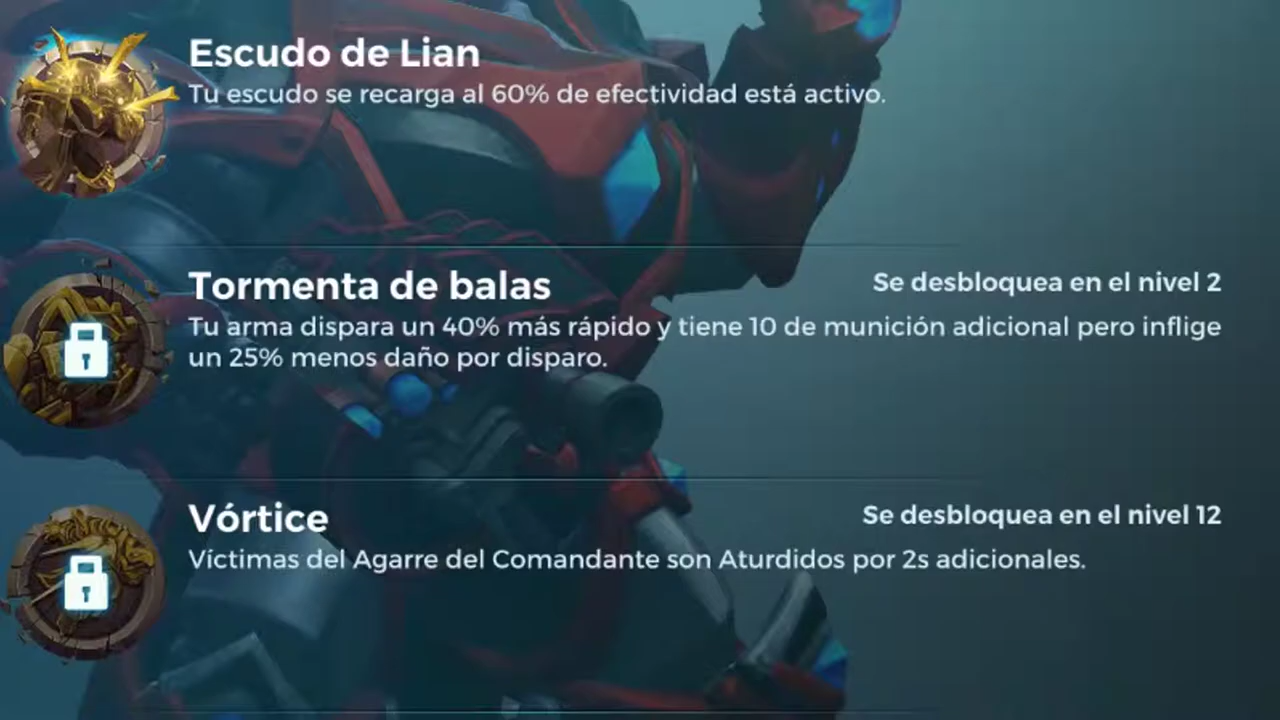 Escudo de Lian
Tu escudo se recarga al 60% de efectividad está activo.
Tormenta de balas
Se desbloquea en el nivel 2
Tu arma dispara un 40% más rápido y tiene 10 de munición adicional pero inflige
un 25% menos daño por disparo.
Vórtice
Se desbloquea en el nivel 12
Víctimas del Agarre del Comandante son Aturdidos por 2s adicionales.